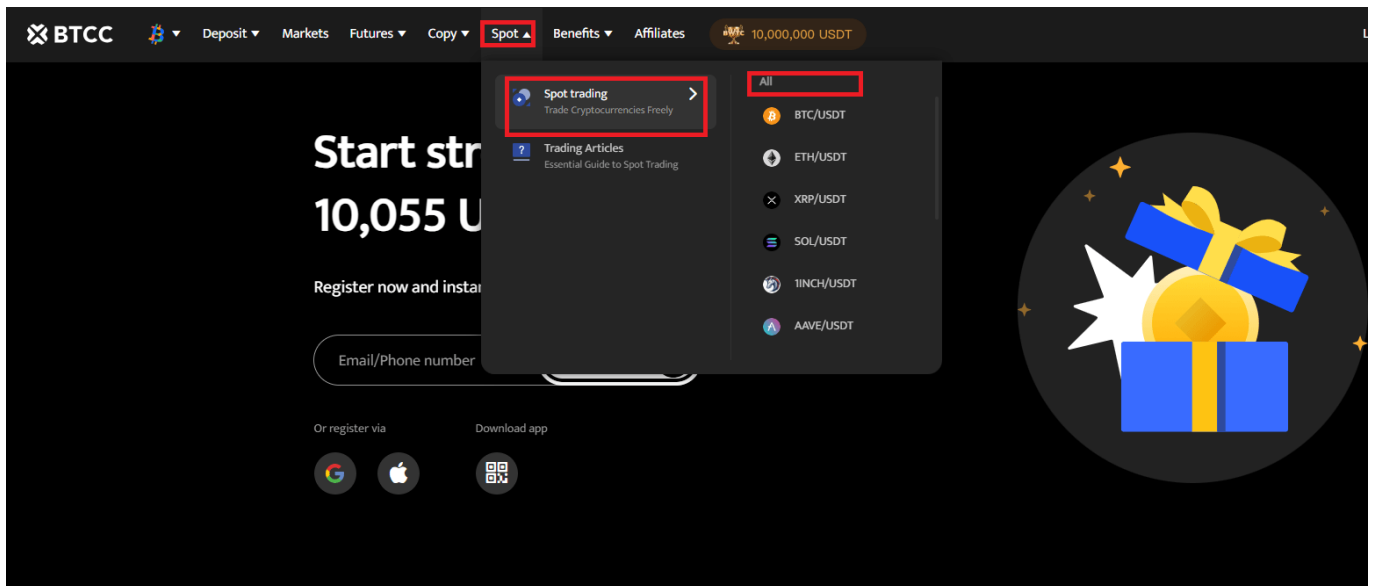 BTCC
Deposit
Markets
Futures
Copy
Spot
Benefits
Affiliates
10,000,000 USDT
Spot trading
Trade Cryptocurrencies Freely
Trading Articles
Essential Guide to Spot Trading
All
BTC/USDT
ETH/USDT
XRP/USDT
SOL/USDT
1INCH/USDT
AAVE/USDT
Start str
10,055 U
Register now and instan
Email/Phone number
Or register via
Download app